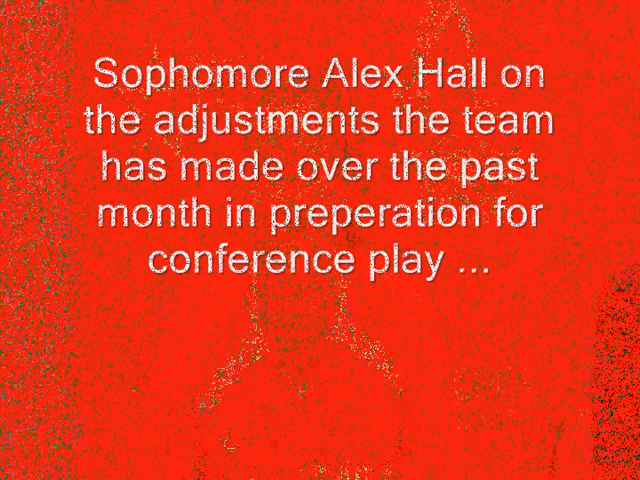 Sophomore Alex Hall on
the adjustments the team
has made over the past
month in preperation for
conference play ...